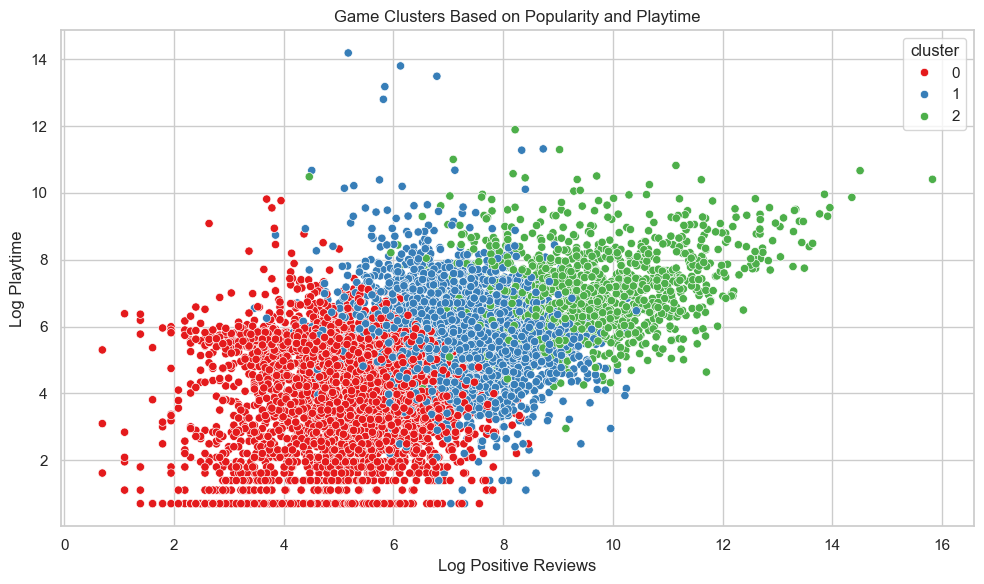 Game Clusters Based on Popularity and Playtime
cluster
0
1
2
14
12
10
8
6
4
2
Log Playtime
0 2 4 6 8 10 12 14 16
Log Positive Reviews